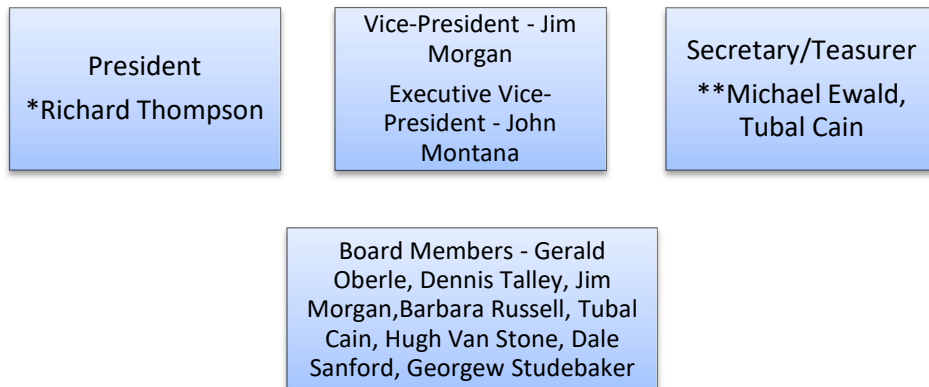 President
*Richard Thompson
Vice-President - Jim
Morgan
Executive Vice-
President - John
Montana
Secretary/Teasurer
**Michael Ewald,
Tubal Cain
Board Members - Gerald
Oberle, Dennis Talley, Jim
Morgan,Barbara Russell, Tubal
Cain, Hugh Van Stone, Dale
Sanford, Georgew Studebaker